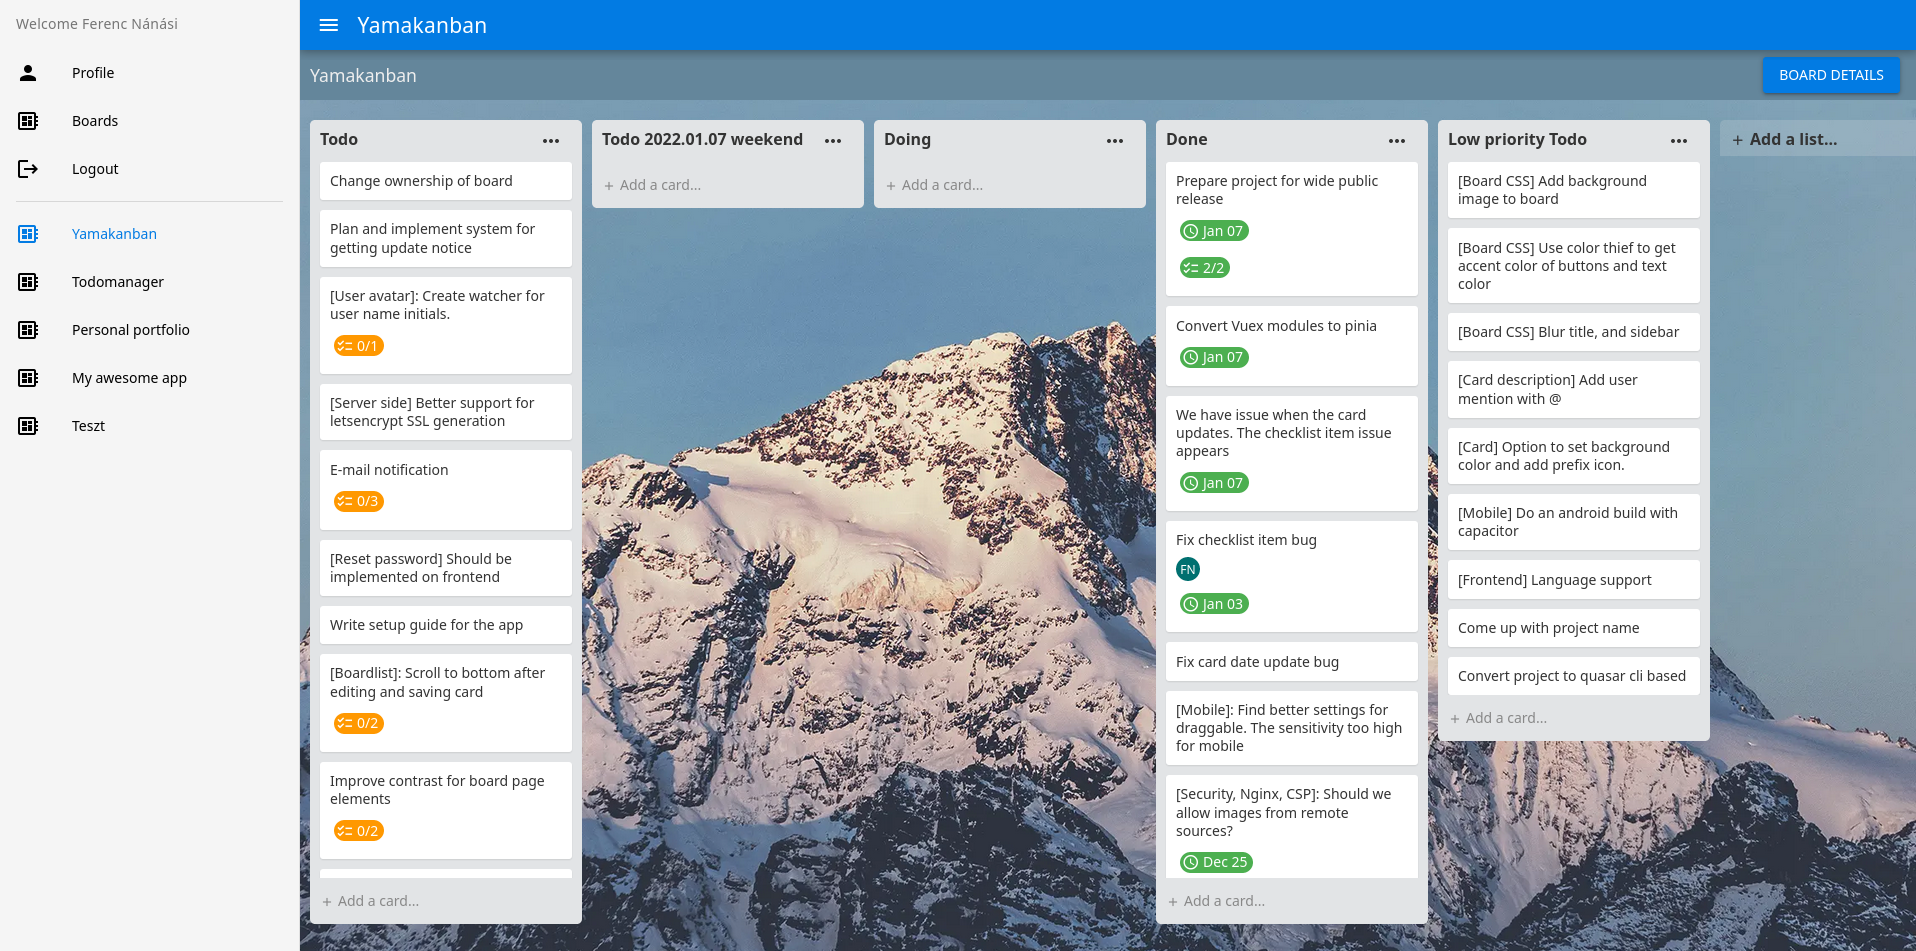 Welcome Ferenc Nánási
Profile
Boards
Logout
Yamakanban
Todomanager
Personal portfolio
My awesome app
Teszt
Yamakanban
Yamakanban
BOARD DETAILS
Todo
Change ownership of board
Plan and implement system for
getting update notice
[User avatar]: Create watcher for
user name initials.
0/1
[Server side] Better support for
letsencrypt SSL generation
E-mail notification
0/3
[Reset password] Should be
implemented on frontend
Write setup guide for the app
[Boardlist]: Scroll to bottom after
editing and saving card
0/2
Improve contrast for board page
elements
0/2
+ Add a card...
Todo 2022.01.07 weekend
+ Add a card...
Doing
+ Add a card...
Done
Prepare project for wide public
release
Jan 07
2/2
Convert Vuex modules to pinia
Jan 07
We have issue when the card
updates. The checklist item issue
appears
Jan 07
Fix checklist item bug
FN
Jan 03
Fix card date update bug
[Mobile]: Find better settings for
draggable. The sensitivity too high
for mobile
[Security, Nginx, CSP]: Should we
allow images from remote
sources?
Dec 25
+ Add a card...
Low priority Todo
[Board CSS] Add background
image to board
[Board CSS] Use color thief to get
accent color of buttons and text
color
[Board CSS] Blur title, and sidebar
[Card description] Add user
mention with @
[Card] Option to set background
color and add prefix icon.
[Mobile] Do an android build with
capacitor
[Frontend] Language support
Come up with project name
Convert project to quasar cli based
+ Add a card...
+ Add a list...